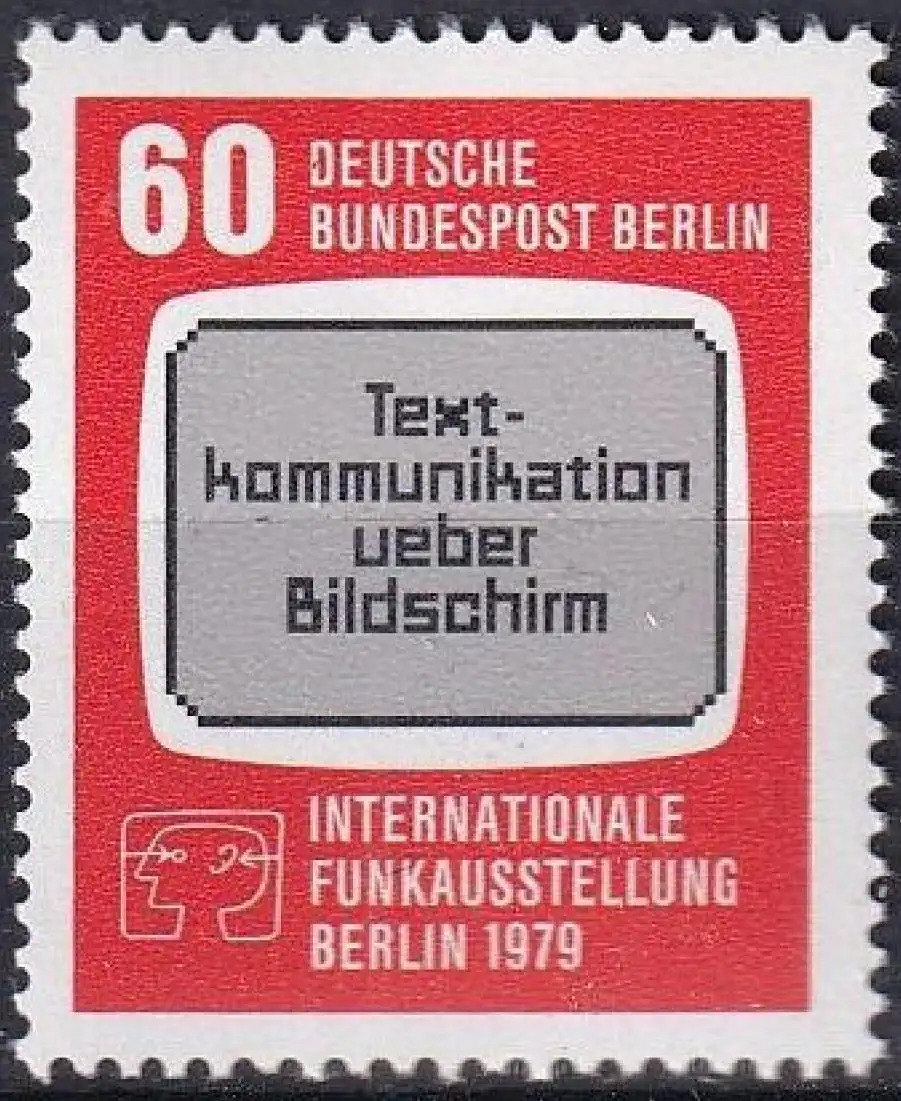 60
DEUTSCHE
BUNDESPOST BERLIN
Text-
kommunikation
ueber
Bildschirm
INTERNATIONALE
FUNKAUSSTELLUNG
BERLIN 1979